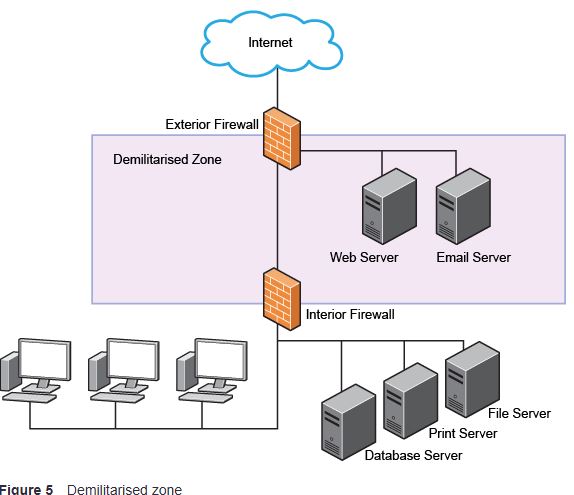 Internet
Exterior Firewall
Demilitarised Zone
Web Server
Email Server
Interior Firewall
File Server
Print Server
Database Server
Figure 5 Demilitarised zone